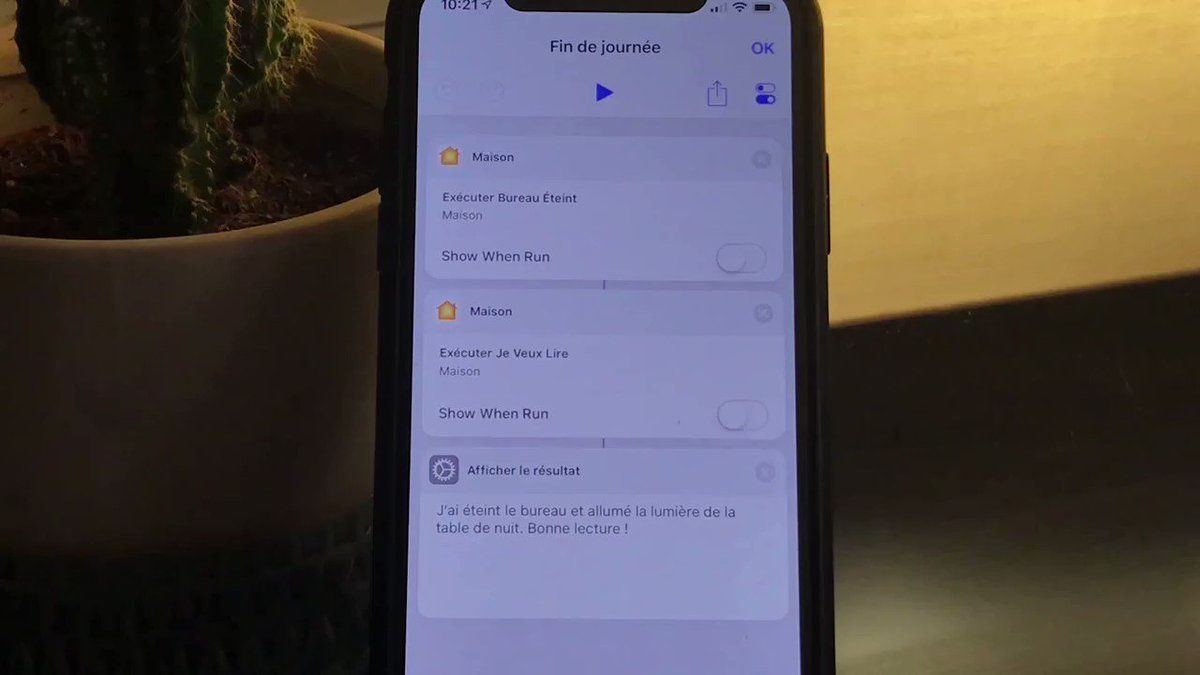 10:21
Fin de journée
OK
Maison
Exécuter Bureau Éteint
Maison
Show When Run
Maison
Exécuter Je Veux Lire
Maison
Show When Run
Afficher le résultat
J'ai éteint le bureau et allumé la lumière de la
table de nuit. Bonne lecture !